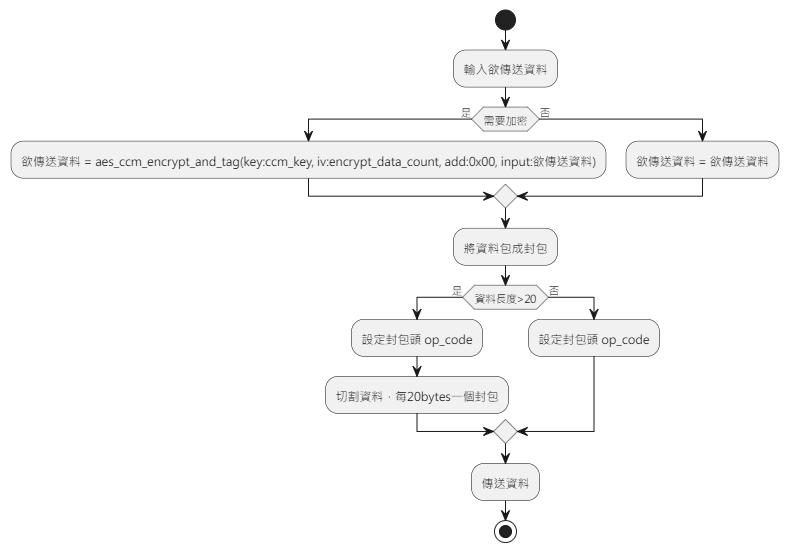 輸入欲傳送資料
是
需要加密
否
欲傳送資料 = aes_ccm_encrypt_and_tag(key:ccm_key, iv:encrypt_data_count, add:0x00, input:欲傳送資料)
欲傳送資料 = 欲傳送資料
將資料包成封包
是
資料長度>20
否
設定封包頭 op_code
設定封包頭 op_code
切割資料，每20bytes一個封包
傳送資料